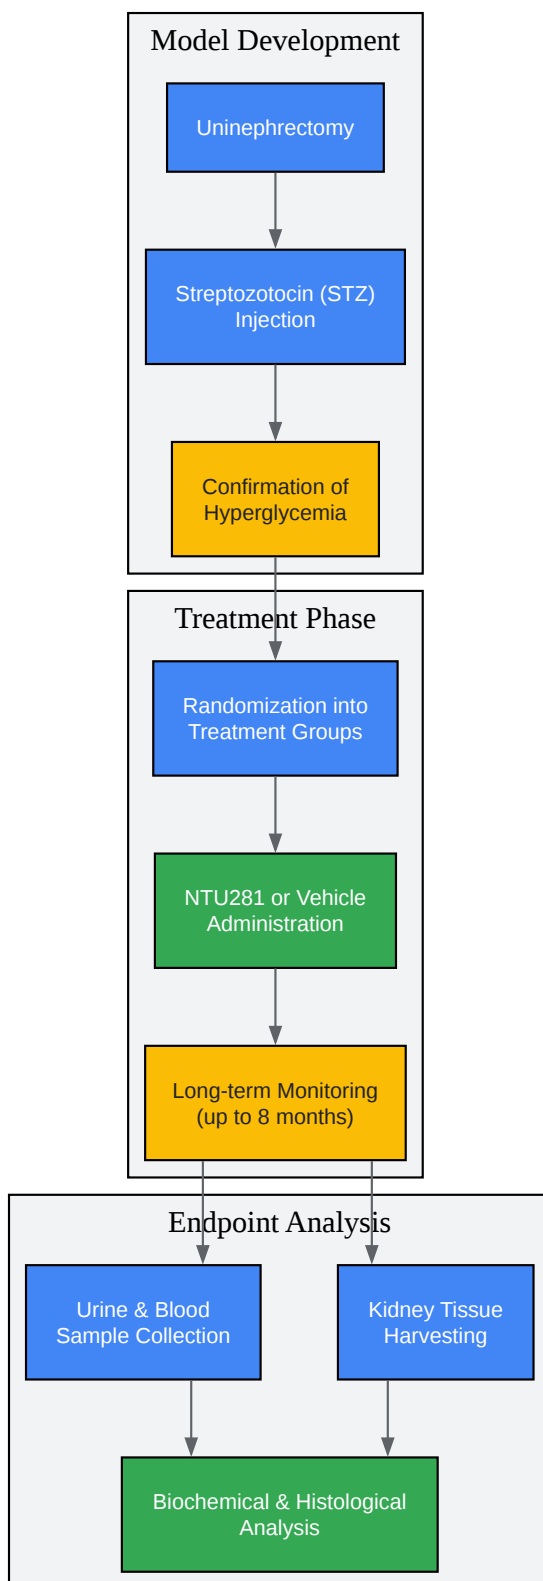 Model Development
Uninephrectomy
Streptozotocin (STZ)
Injection
Confirmation of
Hyperglycemia
Treatment Phase
Randomization into
Treatment Groups
NTU281 or Vehicle
Administration
Long-term Monitoring
(up to 8 months)
Endpoint Analysis
Urine & Blood
Sample Collection
Kidney Tissue
Harvesting
Biochemical & Histological
Analysis